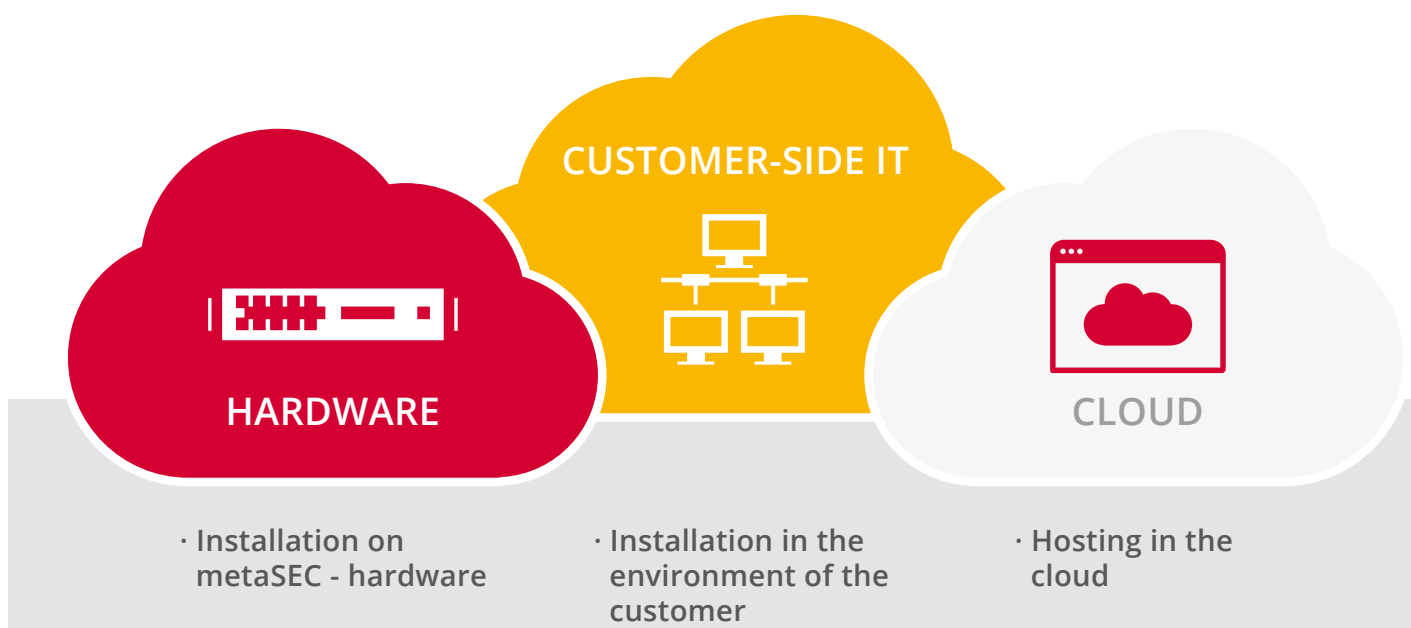 CUSTOMER-SIDE IT
HARDWARE
CLOUD
· Installation on
metaSEC - hardware
· Installation in the
environment of the
customer
· Hosting in the
cloud